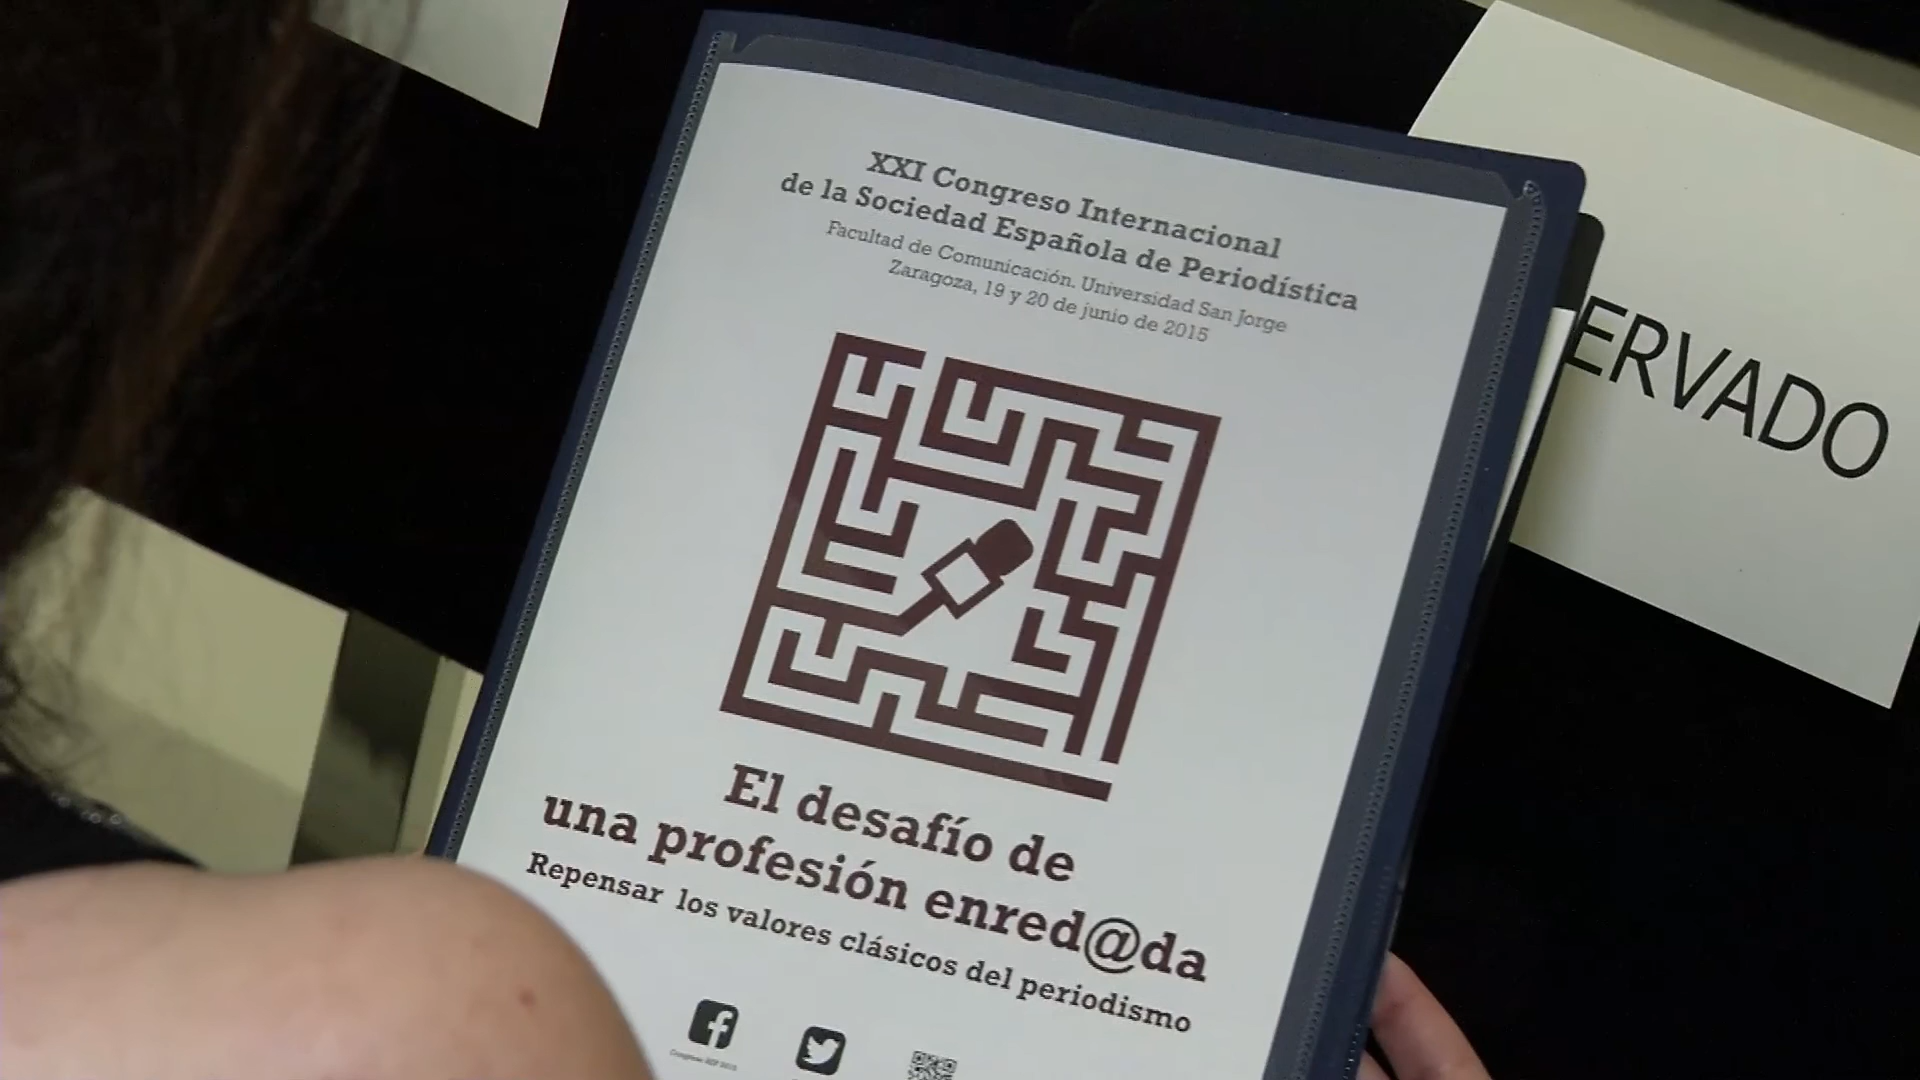 XXI Congreso Internacional
de la Sociedad Española de Periodística
Facultad de Comunicación. Universidad San Jorge
Zaragoza, 19 y 20 de junio de 2015
ERVADO
El desafío de
una profesión enred@da
Repensar los valores clásicos del periodismo